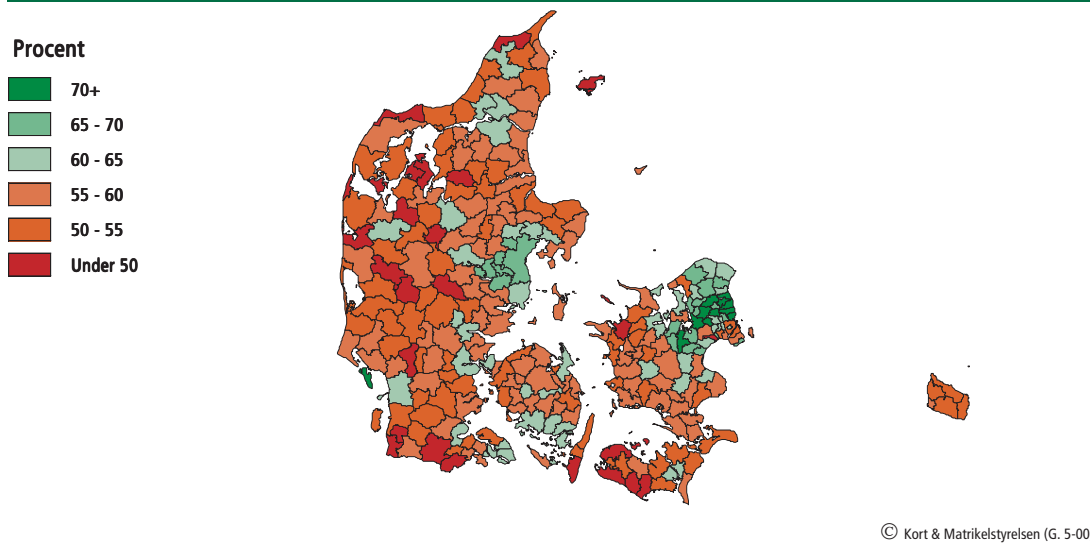 Procent
70+
65 - 70
60 - 65
55 - 60
50 - 55
Under 50
© Kort & Matrikelstyrelsen (G. 5-00